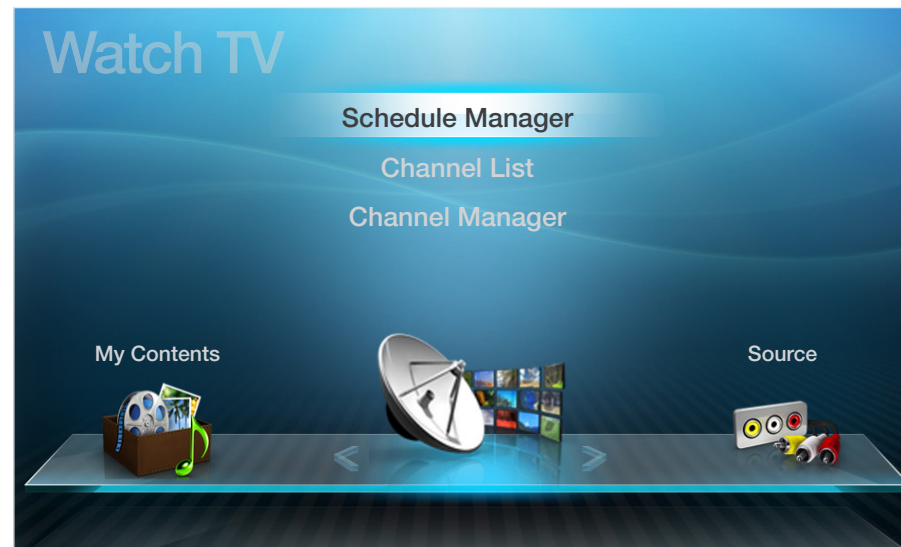 Watch TV
Schedule Manager
Channel List
Channel Manager
My Contents
Source